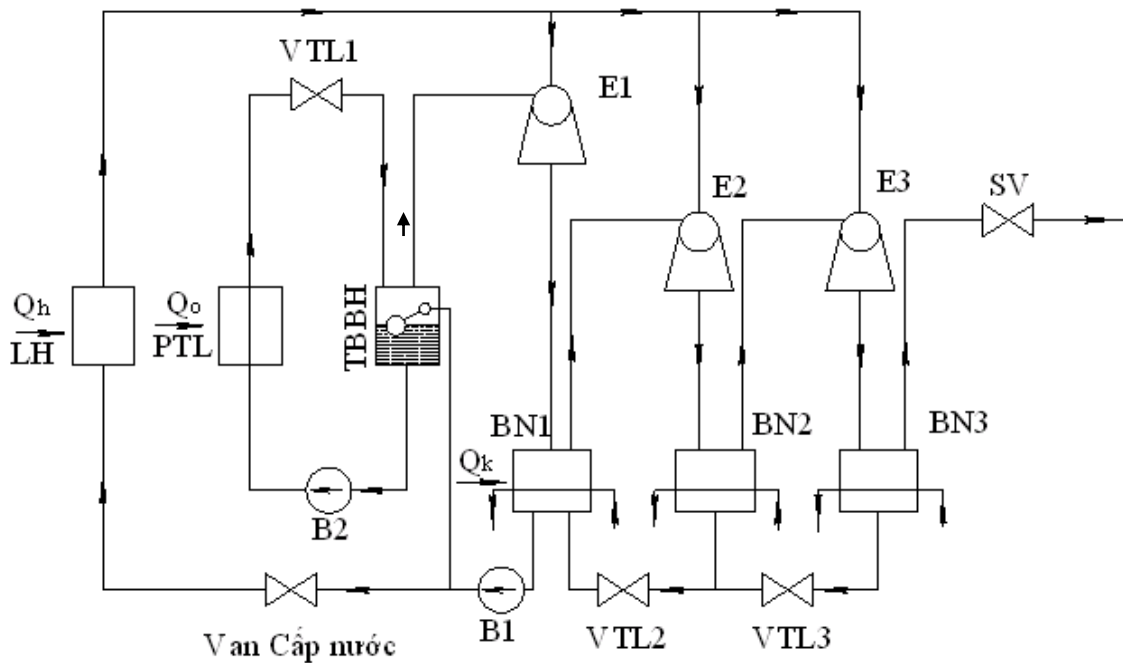 VTL1
E1
E2
E3
SV
Qh
LH
Qo
PTL
TBBH
BN1
BN2
BN3
Qk
B2
B1
VTL2
VTL3
Van Cấp nước